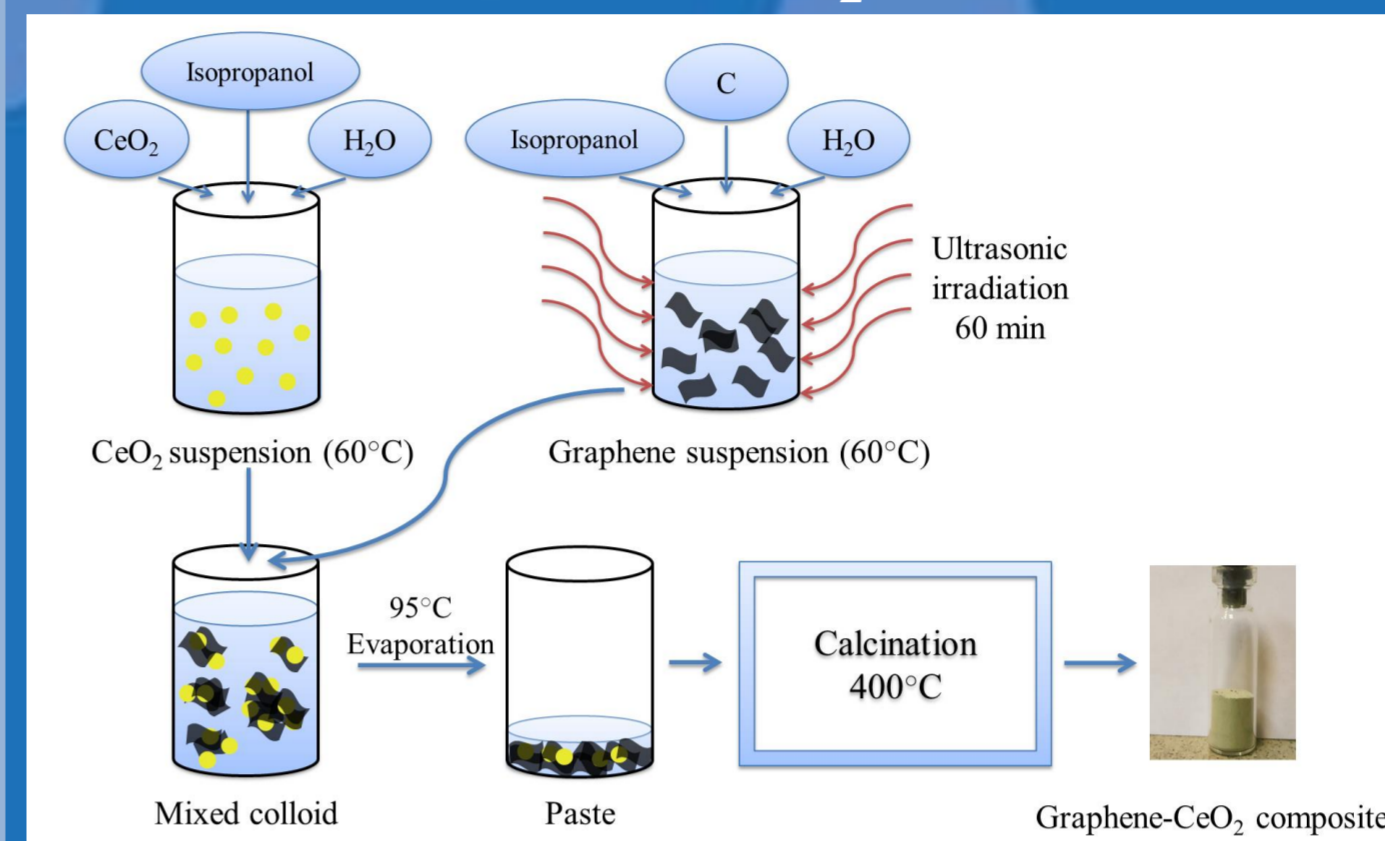 Isopropanol
CeO₂
H₂O
C
Isopropanol
H₂O
Ultrasonic
irradiation
60 min
CeO₂ suspension (60°C)
Graphene suspension (60°C)
95°C
Evaporation
Calcination
400°C
Mixed colloid
Paste
Graphene-CeO₂ composite